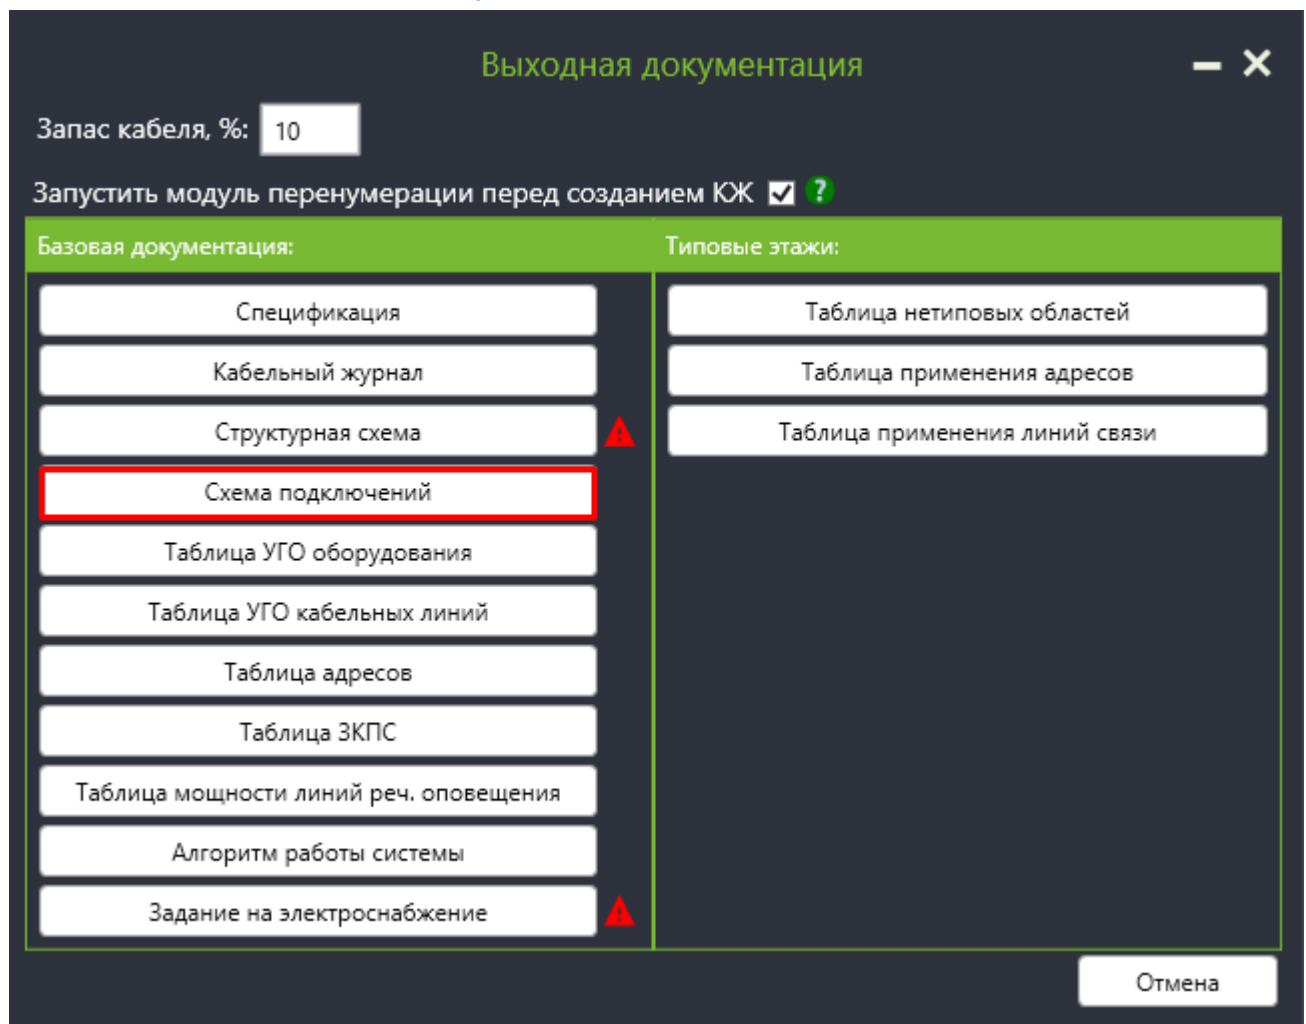 Выходная документация
Запас кабеля, %: 10
Запустить модуль перенумерации перед созданием КЖ ?
Базовая документация:
Спецификация
Кабельный журнал
Структурная схема
Схема подключений
Таблица УГО оборудования
Таблица УГО кабельных линий
Таблица адресов
Таблица ЗКПС
Таблица мощности линий реч. оповещения
Алгоритм работы системы
Задание на электроснабжение
Типовые этажи:
Таблица нетиповых областей
Таблица применения адресов
Таблица применения линий связи
Отмена